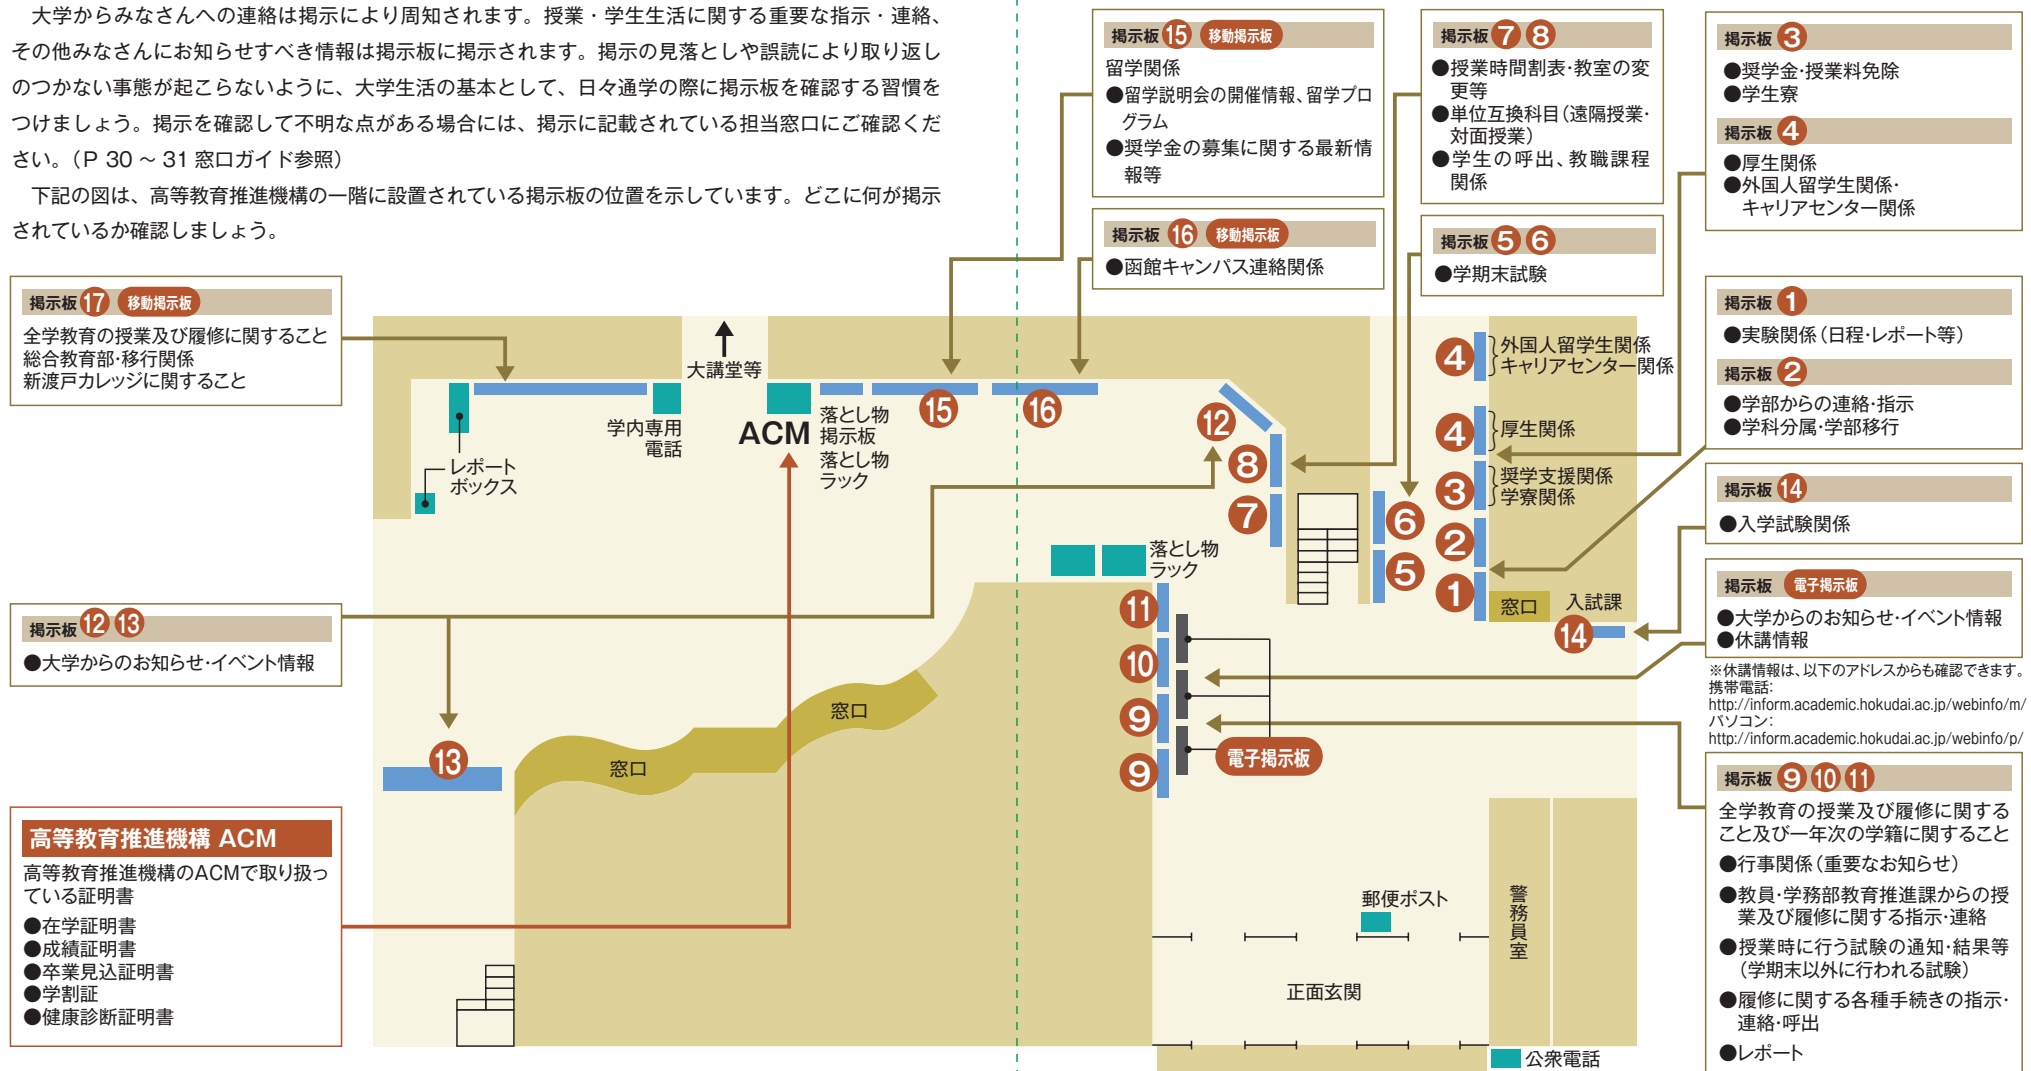 大学からみなさんへの連絡は掲示により周知されます。授業・学生生活に関する重要な指示・連絡、
その他みなさんにお知らせすべき情報は掲示板に掲示されます。掲示の見落としや誤読により取り返し
のつかない事態が起こらないように、大学生活の基本として、日々通学の際に掲示板を確認する習慣を
つけましょう。掲示を確認して不明な点がある場合には、掲示に記載されている担当窓口にご確認くだ
さい。（P 30 ～ 31 窓口ガイド参照）
下記の図は、高等教育推進機構の一階に設置されている掲示板の位置を示しています。どこに何が掲示
されているか確認しましょう。
掲示板 17 移動掲示板
全学教育の授業及び履修に関すること
総合教育部・移行関係
新渡戸カレッジに関すること
掲示板 12 13
●大学からのお知らせ・イベント情報
高等教育推進機構 ACM
高等教育推進機構のACMで取り扱っ
ている証明書
●在学証明書
●成績証明書
●卒業見込証明書
●学割証
●健康診断証明書
掲示板 15 移動掲示板
留学関係
●留学説明会の開催情報、留学プロ
グラム
●奨学金の募集に関する最新情
報等
掲示板 16 移動掲示板
●函館キャンパス連絡関係
掲示板 7 8
●授業時間割表・教室の変
更等
●単位互換科目（遠隔授業・
対面授業）
●学生の呼出、教職課程
関係
掲示板 5 6
●学期末試験
掲示板 3
●奨学金・授業料免除
●学生寮
掲示板 4
●厚生関係
●外国人留学生関係・
キャリアセンター関係
掲示板 1
●実験関係（日程・レポート等）
掲示板 2
●学部からの連絡・指示
●学科分属・学部移行
掲示板 14
●入学試験関係
掲示板 電子掲示板
●大学からのお知らせ・イベント情報
●休講情報
※休講情報は、以下のアドレスからも確認できます。
携帯電話：
http://inform.academic.hokudai.ac.jp/webinfo/m/
パソコン：
http://inform.academic.hokudai.ac.jp/webinfo/p/
掲示板 9 10 11
全学教育の授業及び履修に関する
こと及び一年次の学籍に関すること
●行事関係（重要なお知らせ）
●教員・学務部教育推進課からの授
業及び履修に関する指示・連絡
●授業時に行う試験の通知・結果等
（学期末以外に行われる試験）
●履修に関する各種手続きの指示・
連絡・呼出
●レポート
大講堂等
レポート
ボックス
学内専用
電話
ACM
落とし物
掲示板
落とし物
ラック
15
16
12
8
7
4
外国人留学生関係
キャリアセンター関係
4
厚生関係
3
奨学支援関係
学寮関係
2
1
6
5
窓口
入試課
14
落とし物
ラック
11
10
9
9
電子掲示板
窓口
窓口
13
郵便ポスト
警務員室
正面玄関
公衆電話